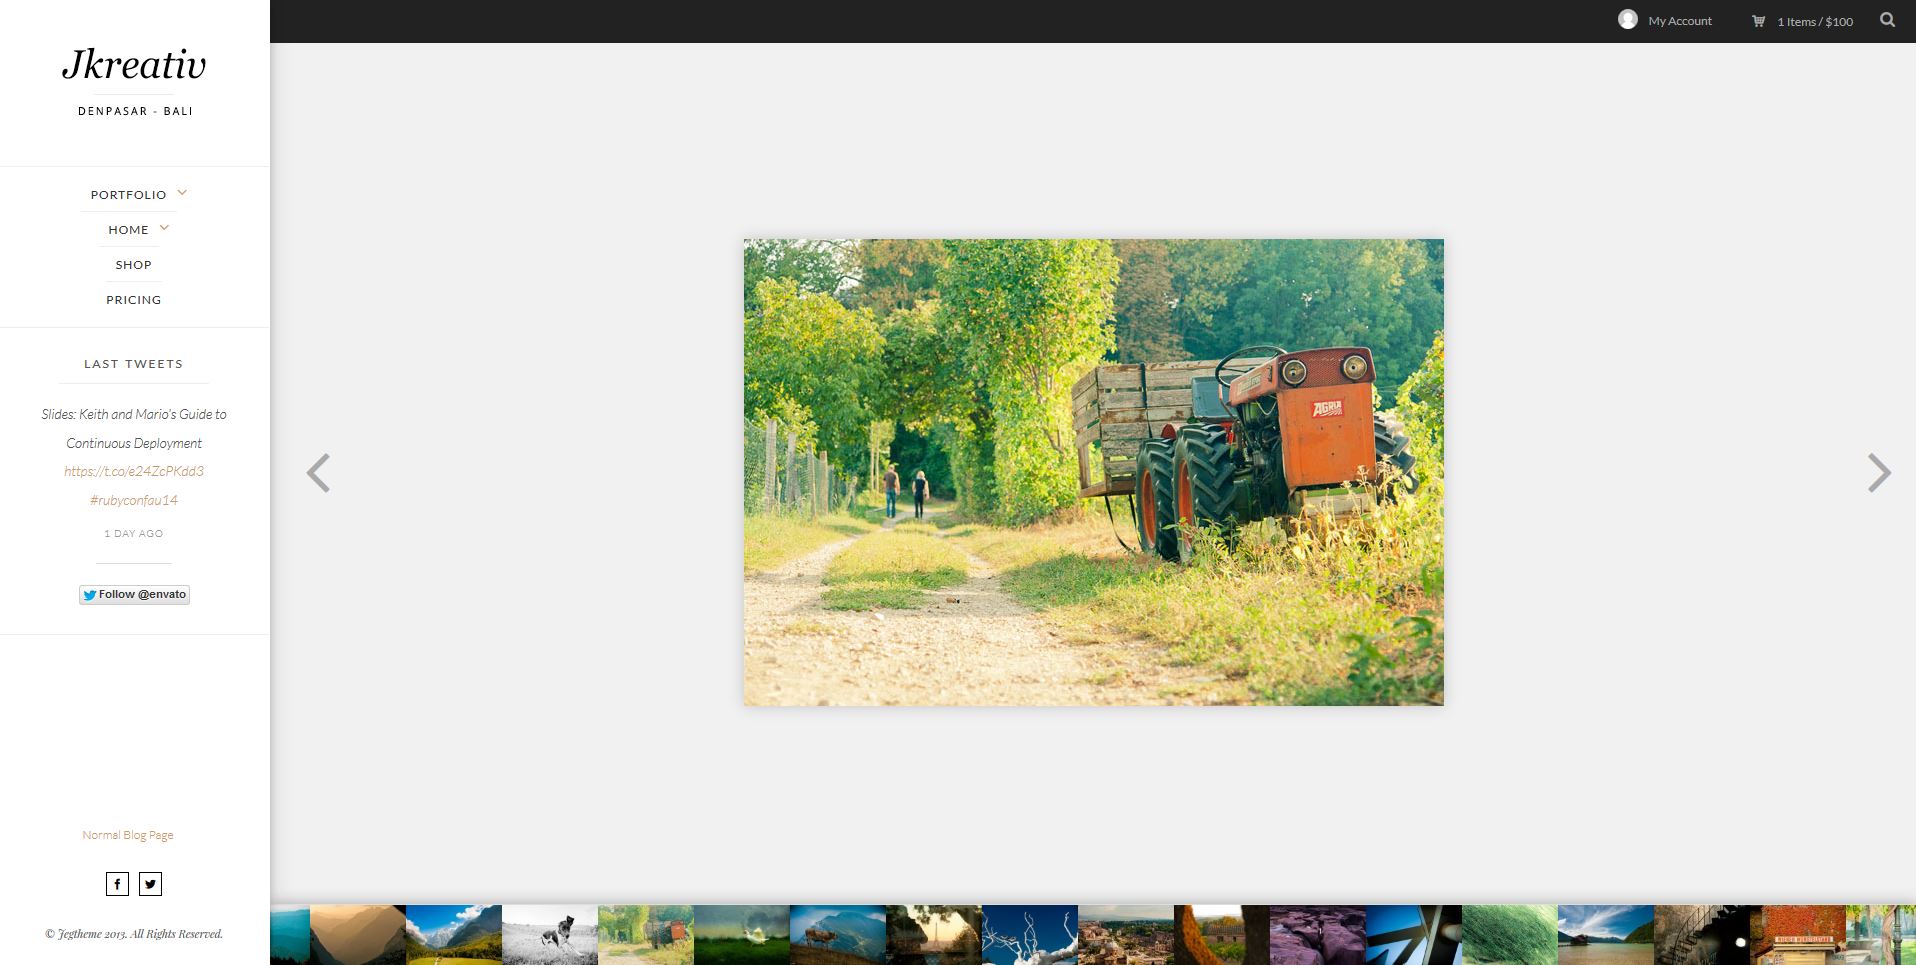 Jkreativ
DENPASAR - BALI
My Account
1 Items / $100
PORTFOLIO
HOME
SHOP
PRICING
LAST TWEETS
Slides: Keith and Mario's Guide to
Continuous Deployment
https://t.co/e24ZcPKdd3
#rubyconfau14
1 DAY AGO
Follow @envato
AGRIA
Normal Blog Page
© Jegtheme 2013. All Rights Reserved.